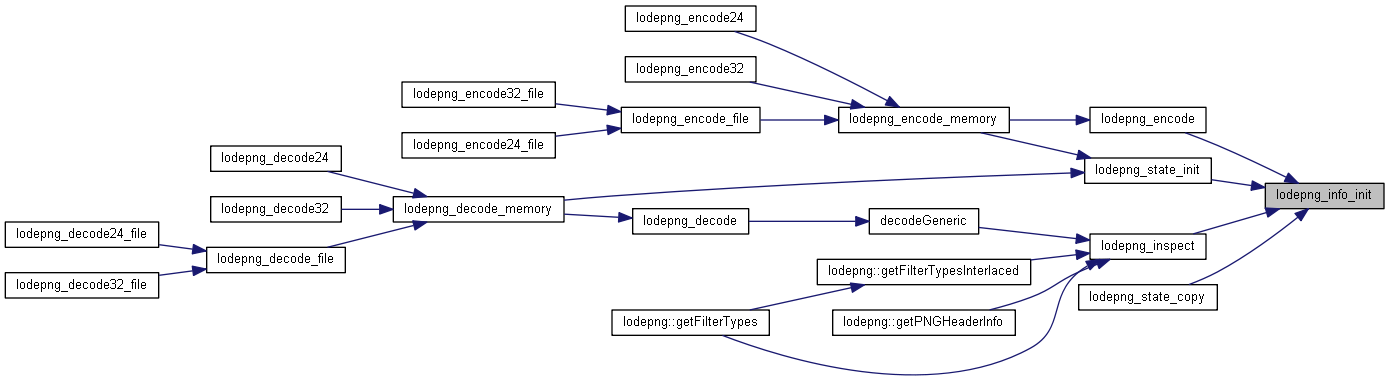 lodepng_encode24
lodepng_encode32
lodepng_encode32_file
lodepng_encode_file
lodepng_encode_memory
lodepng_encode
lodepng_encode24_file
lodepng_decode24
lodepng_state_init
lodepng_info_init
lodepng_decode32
lodepng_decode_memory
lodepng_decode
decodeGeneric
lodepng_decode24_file
lodepng_decode_file
lodepng_inspect
lodepng::getFilterTypesInterlaced
lodepng_decode32_file
lodepng_state_copy
lodepng::getFilterTypes
lodepng::getPNGHeaderInfo